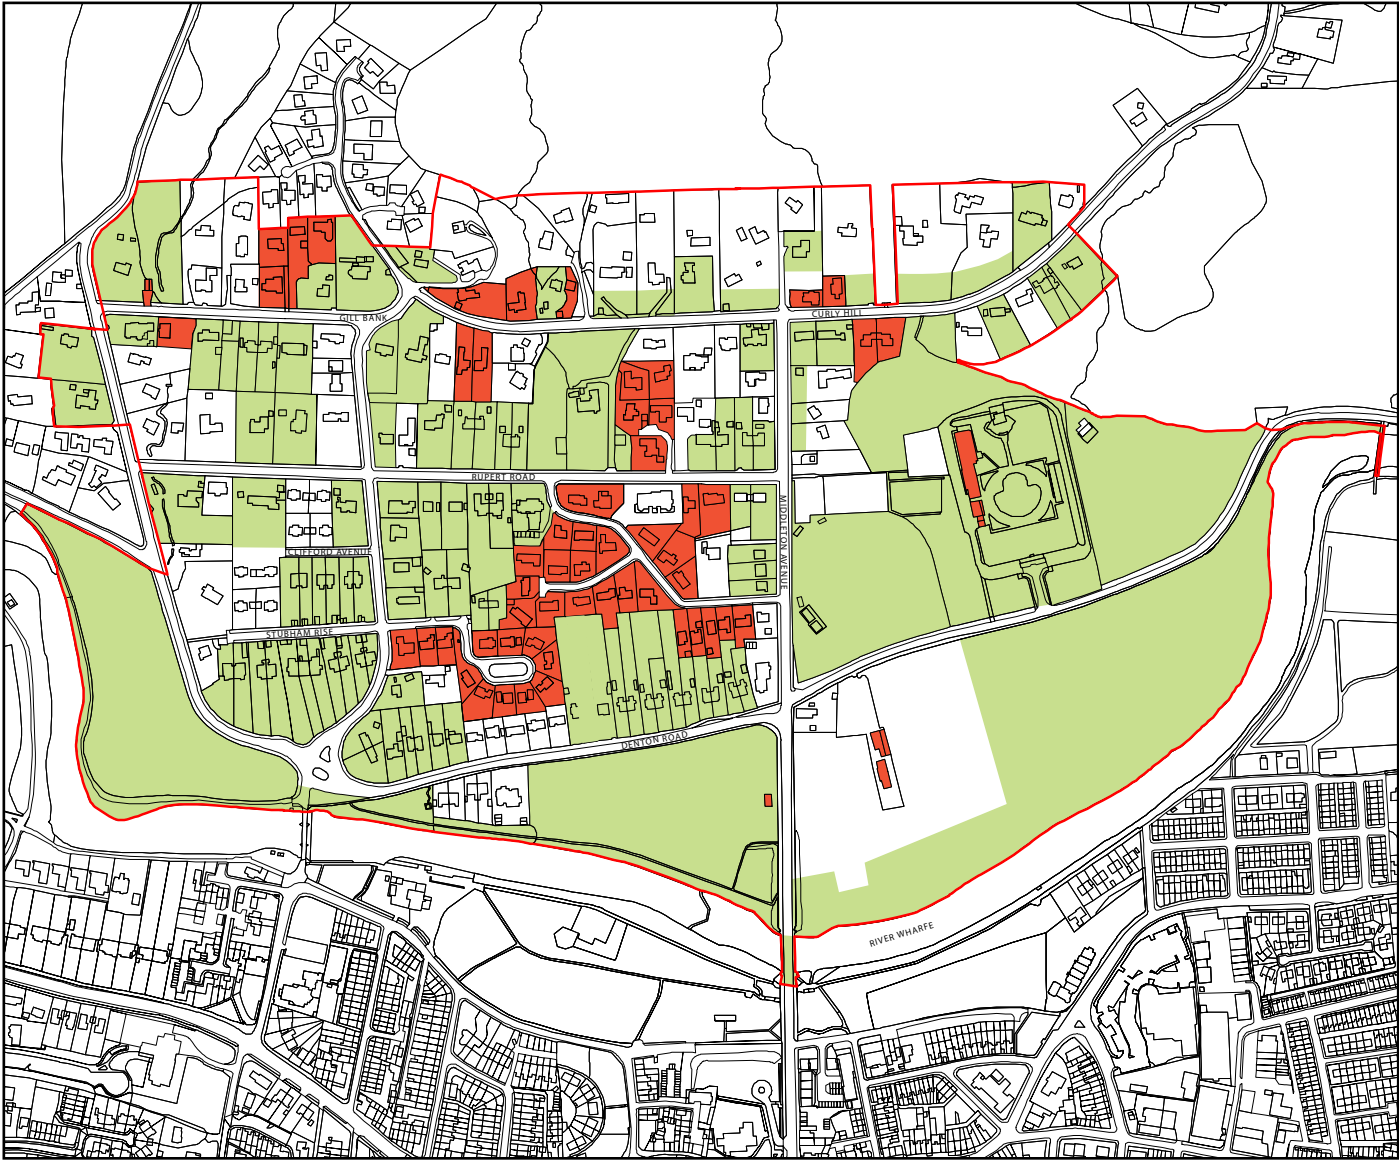 GILL BANK
CURLY HILL
RUPERT ROAD
MIDDLETON AVENUE
CLIFFORD AVENUE
STUBHAM RISE
DENTON ROAD
RIVER WHARFE